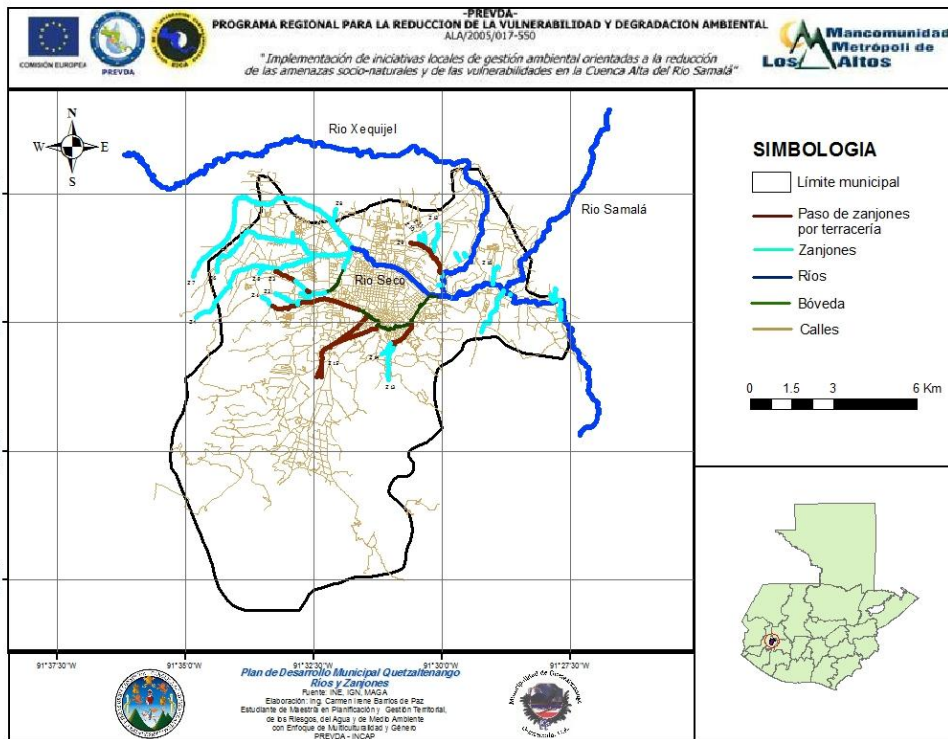 -PREVDA-
PROGRAMA REGIONAL PARA LA REDUCCION DE LA VULNERABILIDAD Y DEGRADACION AMBIENTAL
ALA/2005/017-550
"Implementación de iniciativas locales de gestión ambiental orientadas a la reducción
de las amenazas socio-naturales y de las vulnerabilidades en la Cuenca Alta del Rio Samalá"
COMISIÓN EUROPEA
PREVDA
Mancomunidad
Metrópoli de
Los Altos
N
W E
S
Rio Xequijel
Rio Samalá
Rio Seco
SIMBOLOGIA
Límite municipal
Paso de zanjones
por terracería
Zanjones
Ríos
Bóveda
Calles
0 1.5 3 6 Km
91°37'30"W 91°35'0"W 91°32'30"W 91°30'0"W 91°27'30"W
Plan de Desarrollo Municipal Quetzaltenango
Ríos y Zanjones
Fuente: INE, IGN, MAGA
Elaboración: Ing. Carmen Irene Barrios de Paz
Estudiante de Maestría en Planificación y Gestión Territorial,
de los Riesgos, del Agua y de Medio Ambiente
con Enfoque de Multiculturalidad y Género
PREVDA - INCAP